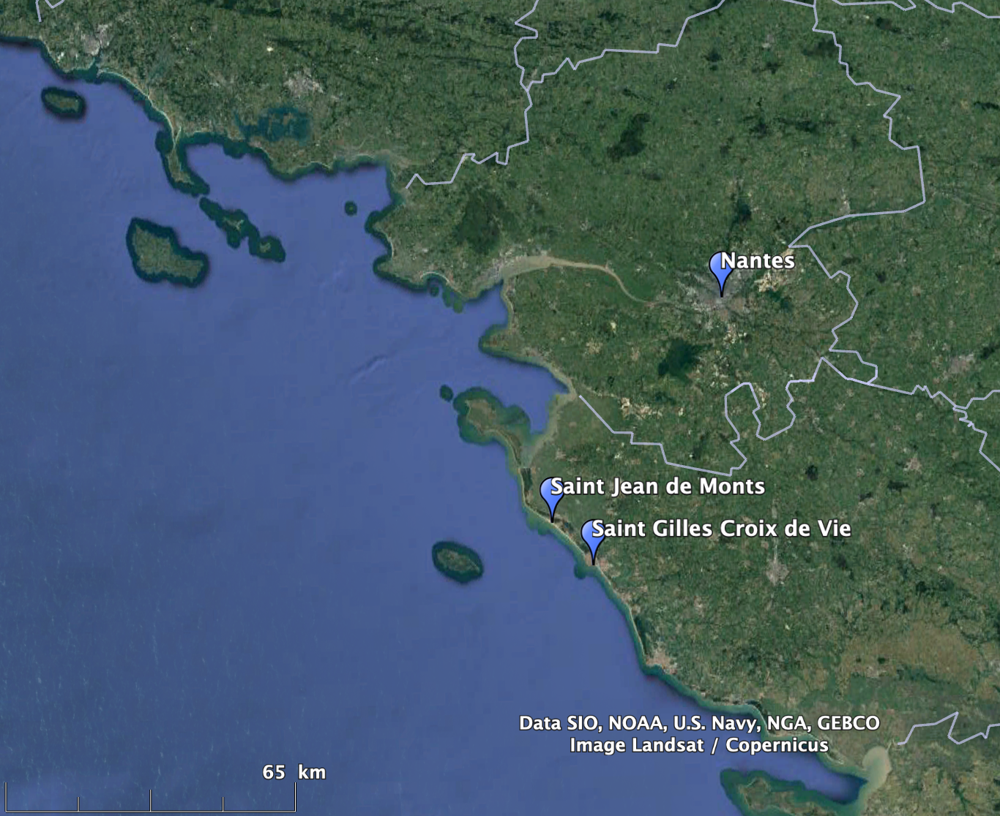 Nantes
Saint Jean de Monts
Saint Gilles Croix de Vie
Data SIO, NOAA, U.S. Navy, NGA, GEBCO
Image Landsat / Copernicus
65 km